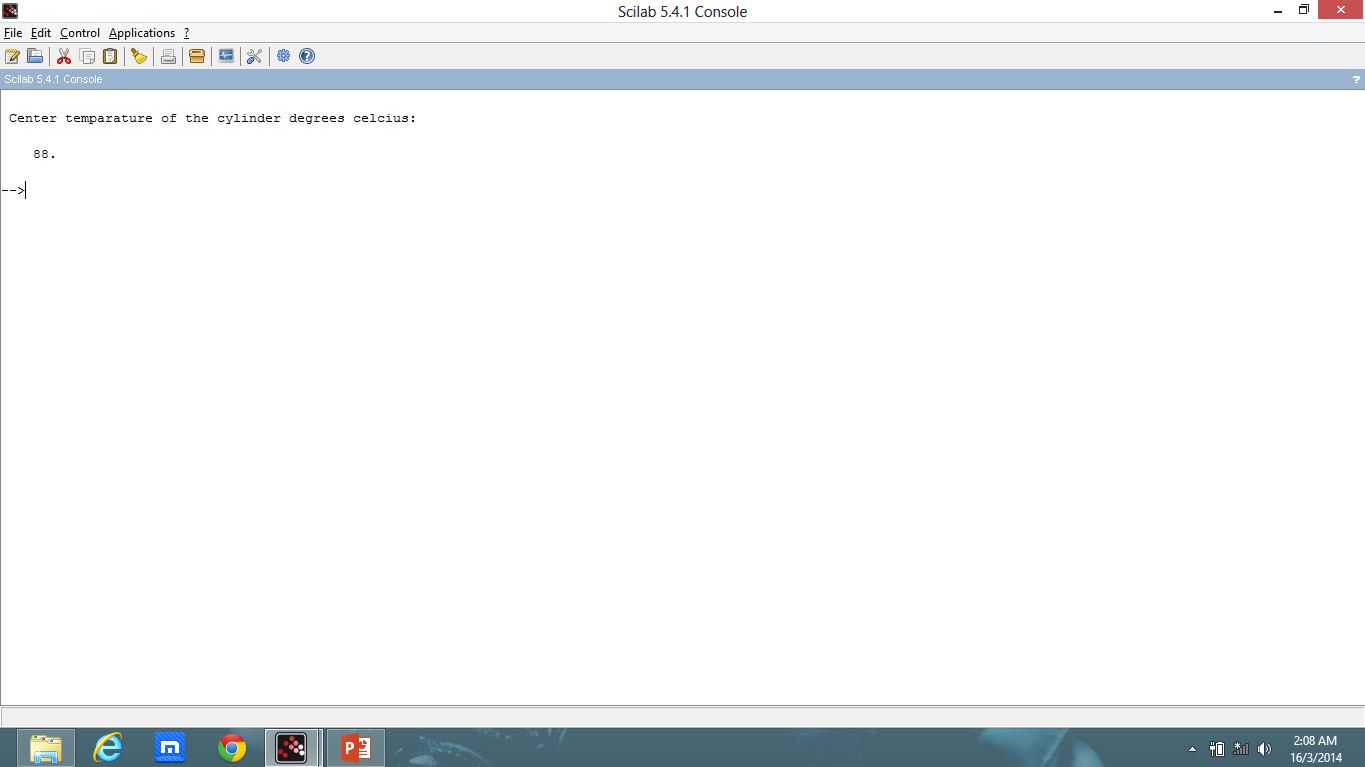 Scilab 5.4.1 Console
File Edit Control Applications ?
Scilab 5.4.1 Console ?
Center temparature of the cylinder degrees celcius:
88.
-->
2:08 AM
16/3/2014